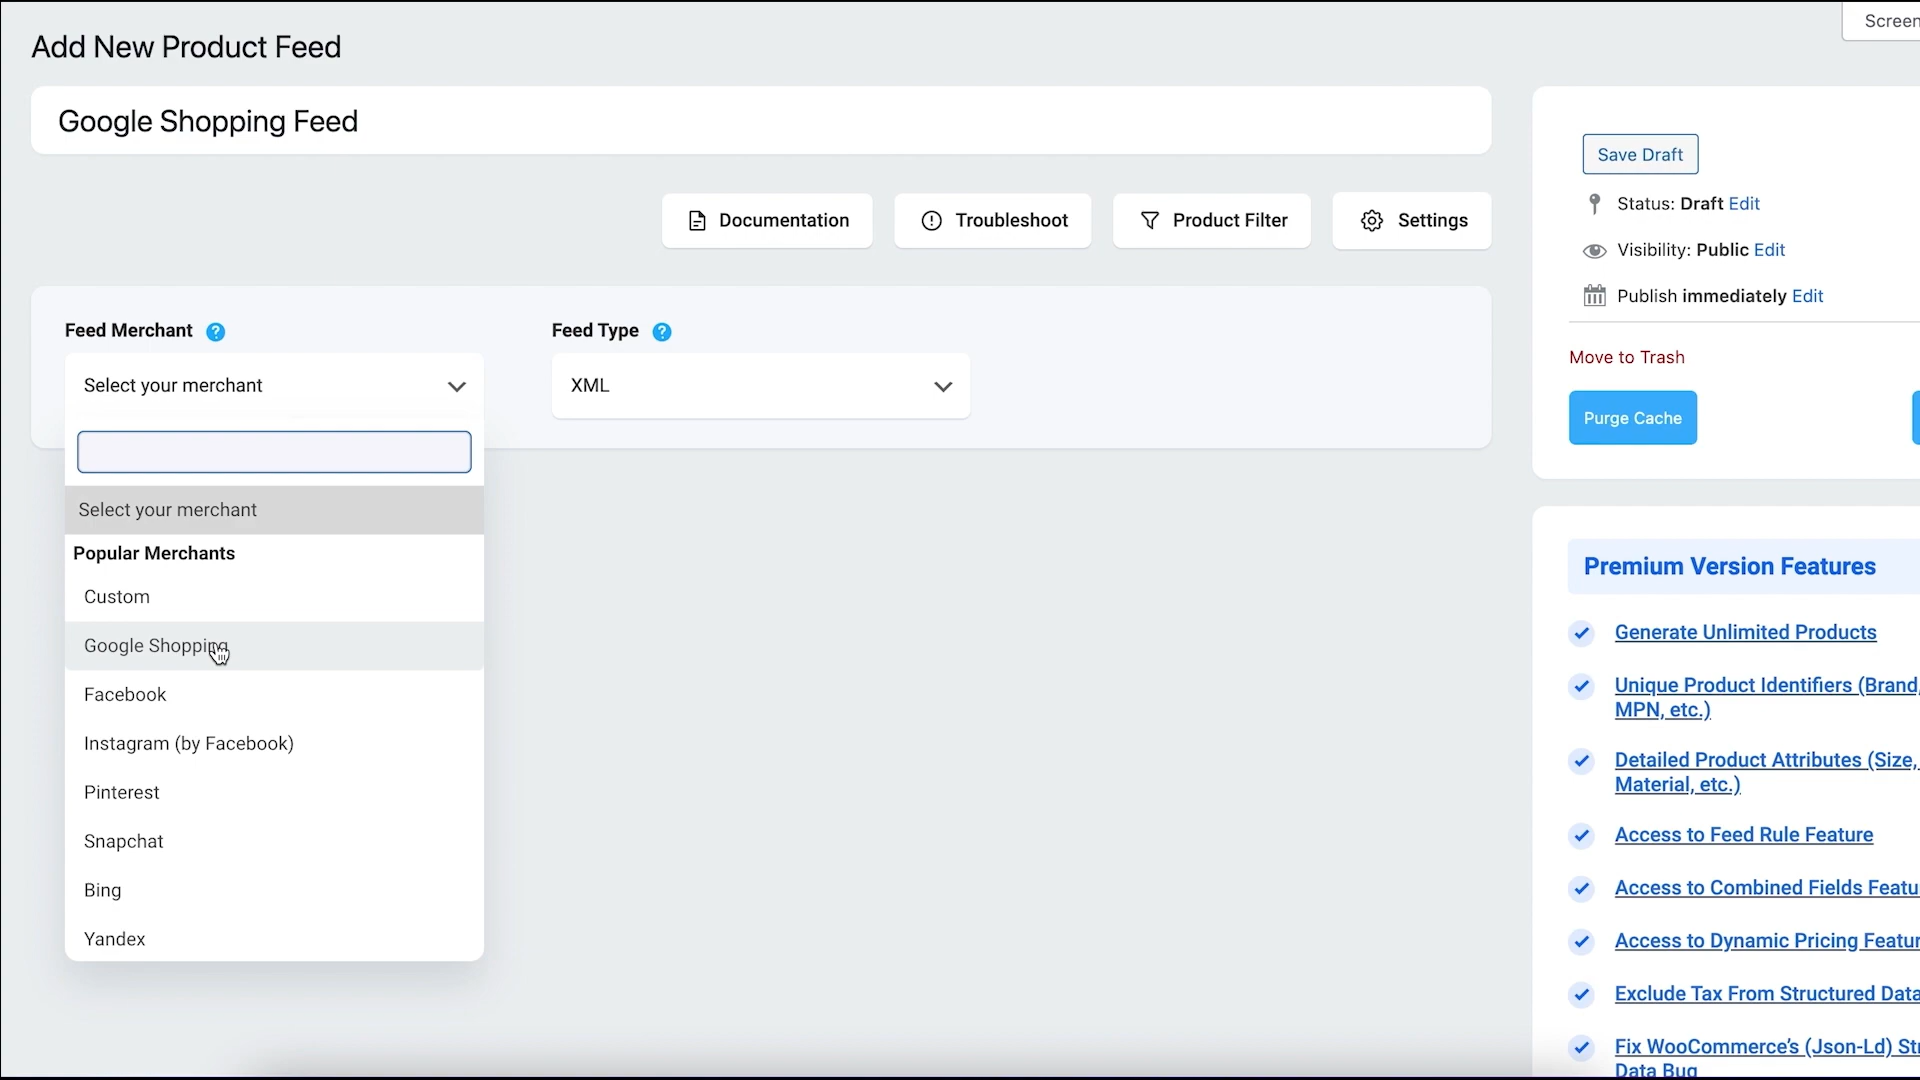 Screen
Add New Product Feed
Google Shopping Feed
Documentation
Troubleshoot
Product Filter
Settings
Feed Merchant ?
Feed Type ?
Select your merchant
XML
Select your merchant
Popular Merchants
Custom
Google Shopping
Facebook
Instagram (by Facebook)
Pinterest
Snapchat
Bing
Yandex
Save Draft
Status: Draft Edit
Visibility: Public Edit
Publish immediately Edit
Move to Trash
Purge Cache
Premium Version Features
Generate Unlimited Products
Unique Product Identifiers (Brand,
MPN, etc.)
Detailed Product Attributes (Size,
Material, etc.)
Access to Feed Rule Feature
Access to Combined Fields Featu
Access to Dynamic Pricing Featur
Exclude Tax From Structured Data
Fix WooCommerce's (Json-Ld) Str
Data Bug